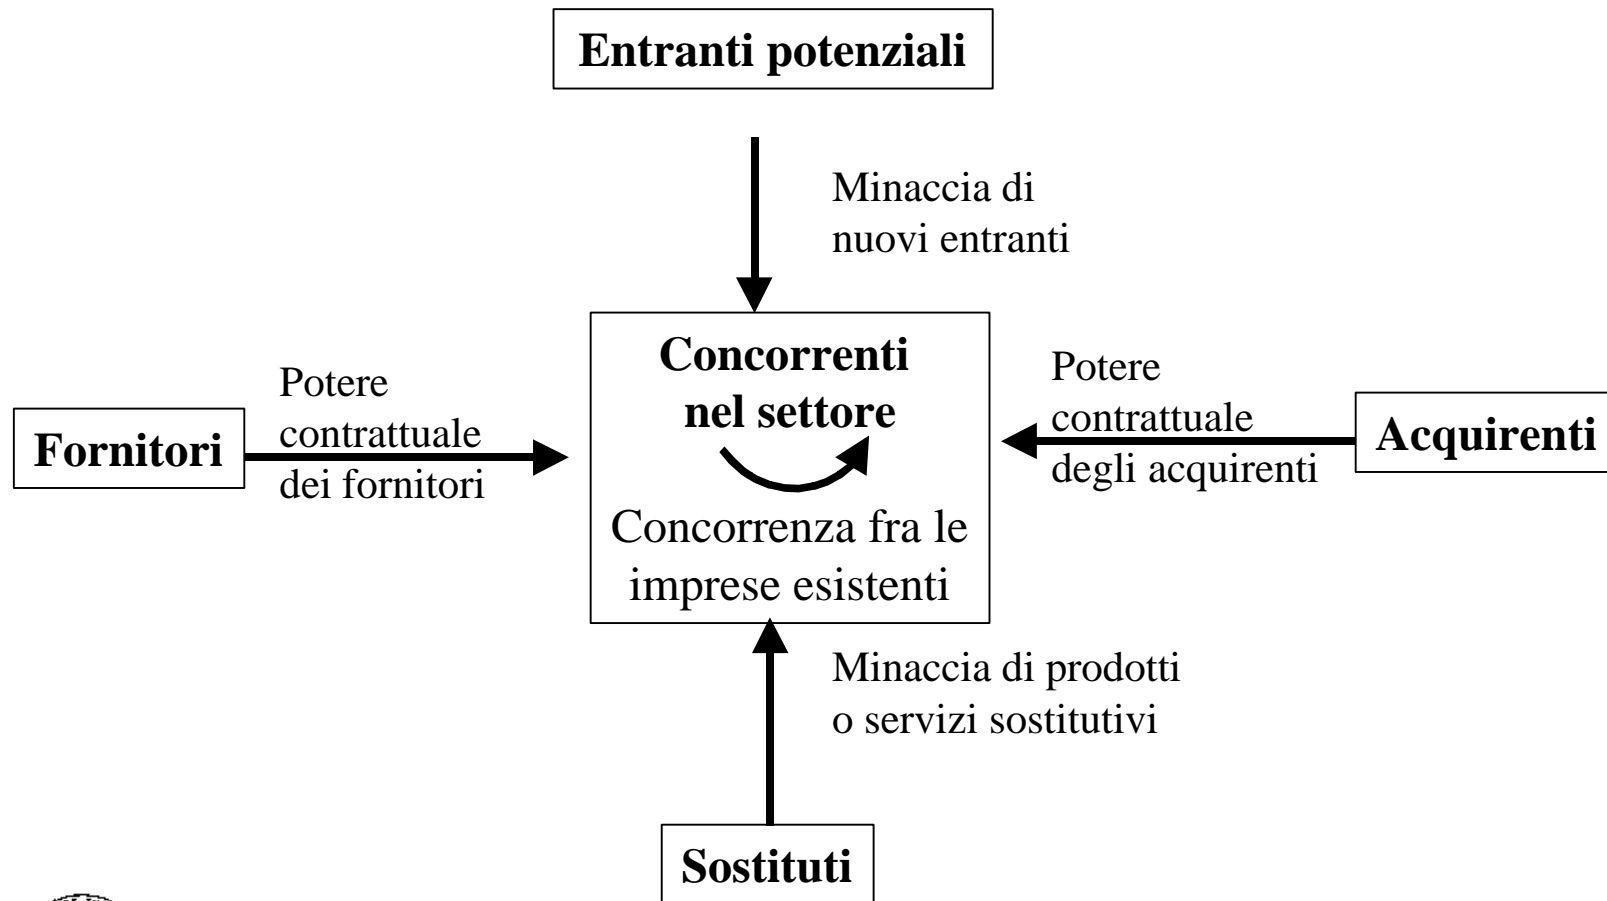 Entranti potenziali
Minaccia di
nuovi entranti
Fornitori
Potere
contrattuale
dei fornitori
Concorrenti
nel settore
Concorrenza fra le
imprese esistenti
Potere
contrattuale
degli acquirenti
Acquirenti
Minaccia di prodotti
o servizi sostitutivi
Sostituti